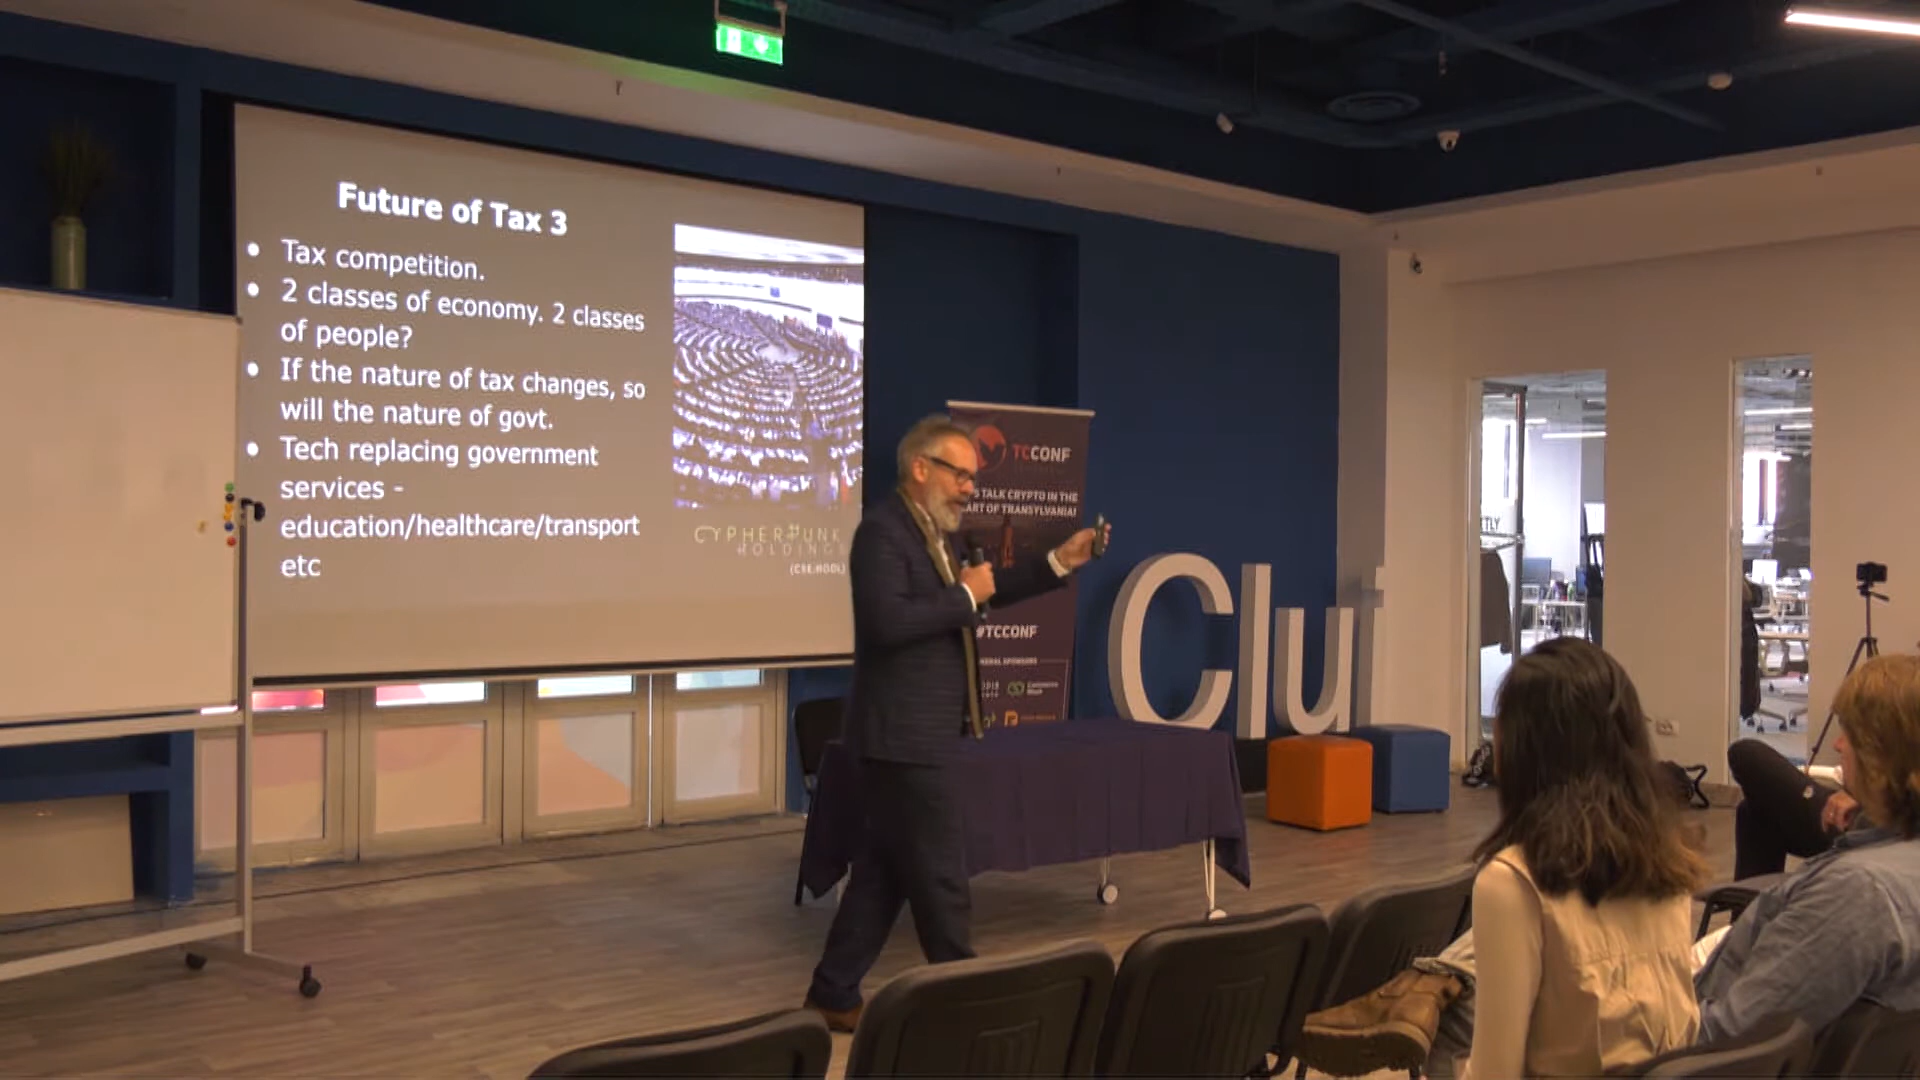 Future of Tax 3
• Tax competition.
• 2 classes of economy. 2 classes
of people?
• If the nature of tax changes, so
will the nature of govt.
• Tech replacing government
services -
education/healthcare/transport
etc
CYPHERPUNK
HOLDINGS
(CSE:HODL)
TCCONF
TALK CRYPTO IN THE
ART OF TRANSYLVANIA!
#TCCONF
Cluj